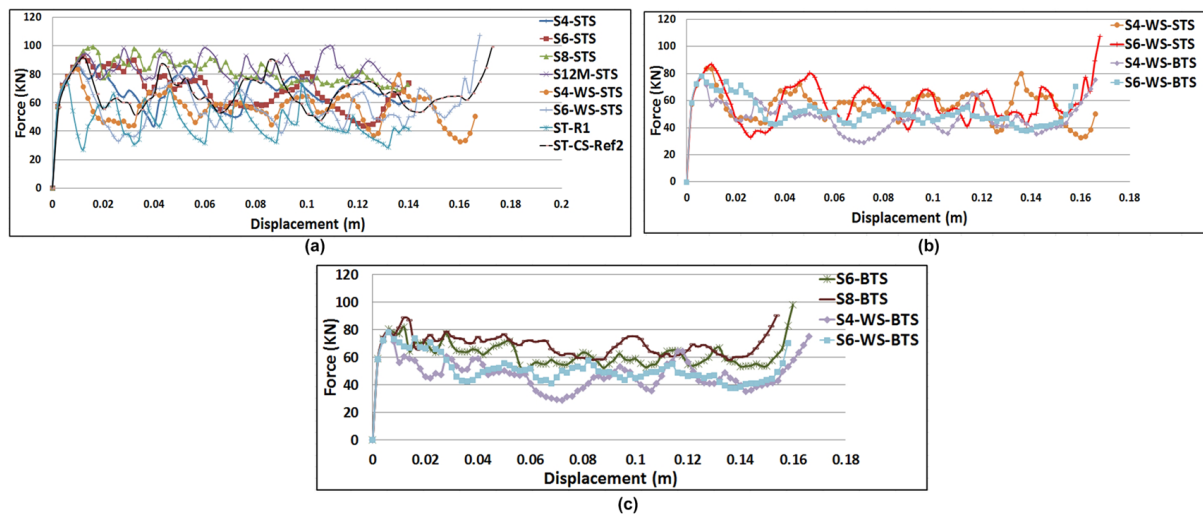 120
100
80
60
40
20
0
Force (KN)
0
0.02
0.04
0.06
0.08
0.1
0.12
0.14
0.16
0.18
0.2
Displacement (m)
S4-STS
S6-STS
S8-STS
S12M-STS
S4-WS-STS
S6-WS-STS
ST-R1
ST-CS-Ref2
(a)
120
100
80
60
40
20
0
Force (KN)
0
0.02
0.04
0.06
0.08
0.1
0.12
0.14
0.16
0.18
Displacement (m)
S4-WS-STS
S6-WS-STS
S4-WS-BTS
S6-WS-BTS
(b)
120
100
80
60
40
20
0
Force (KN)
0
0.02
0.04
0.06
0.08
0.1
0.12
0.14
0.16
0.18
Displacement (m)
S6-BTS
S8-BTS
S4-WS-BTS
S6-WS-BTS
(c)